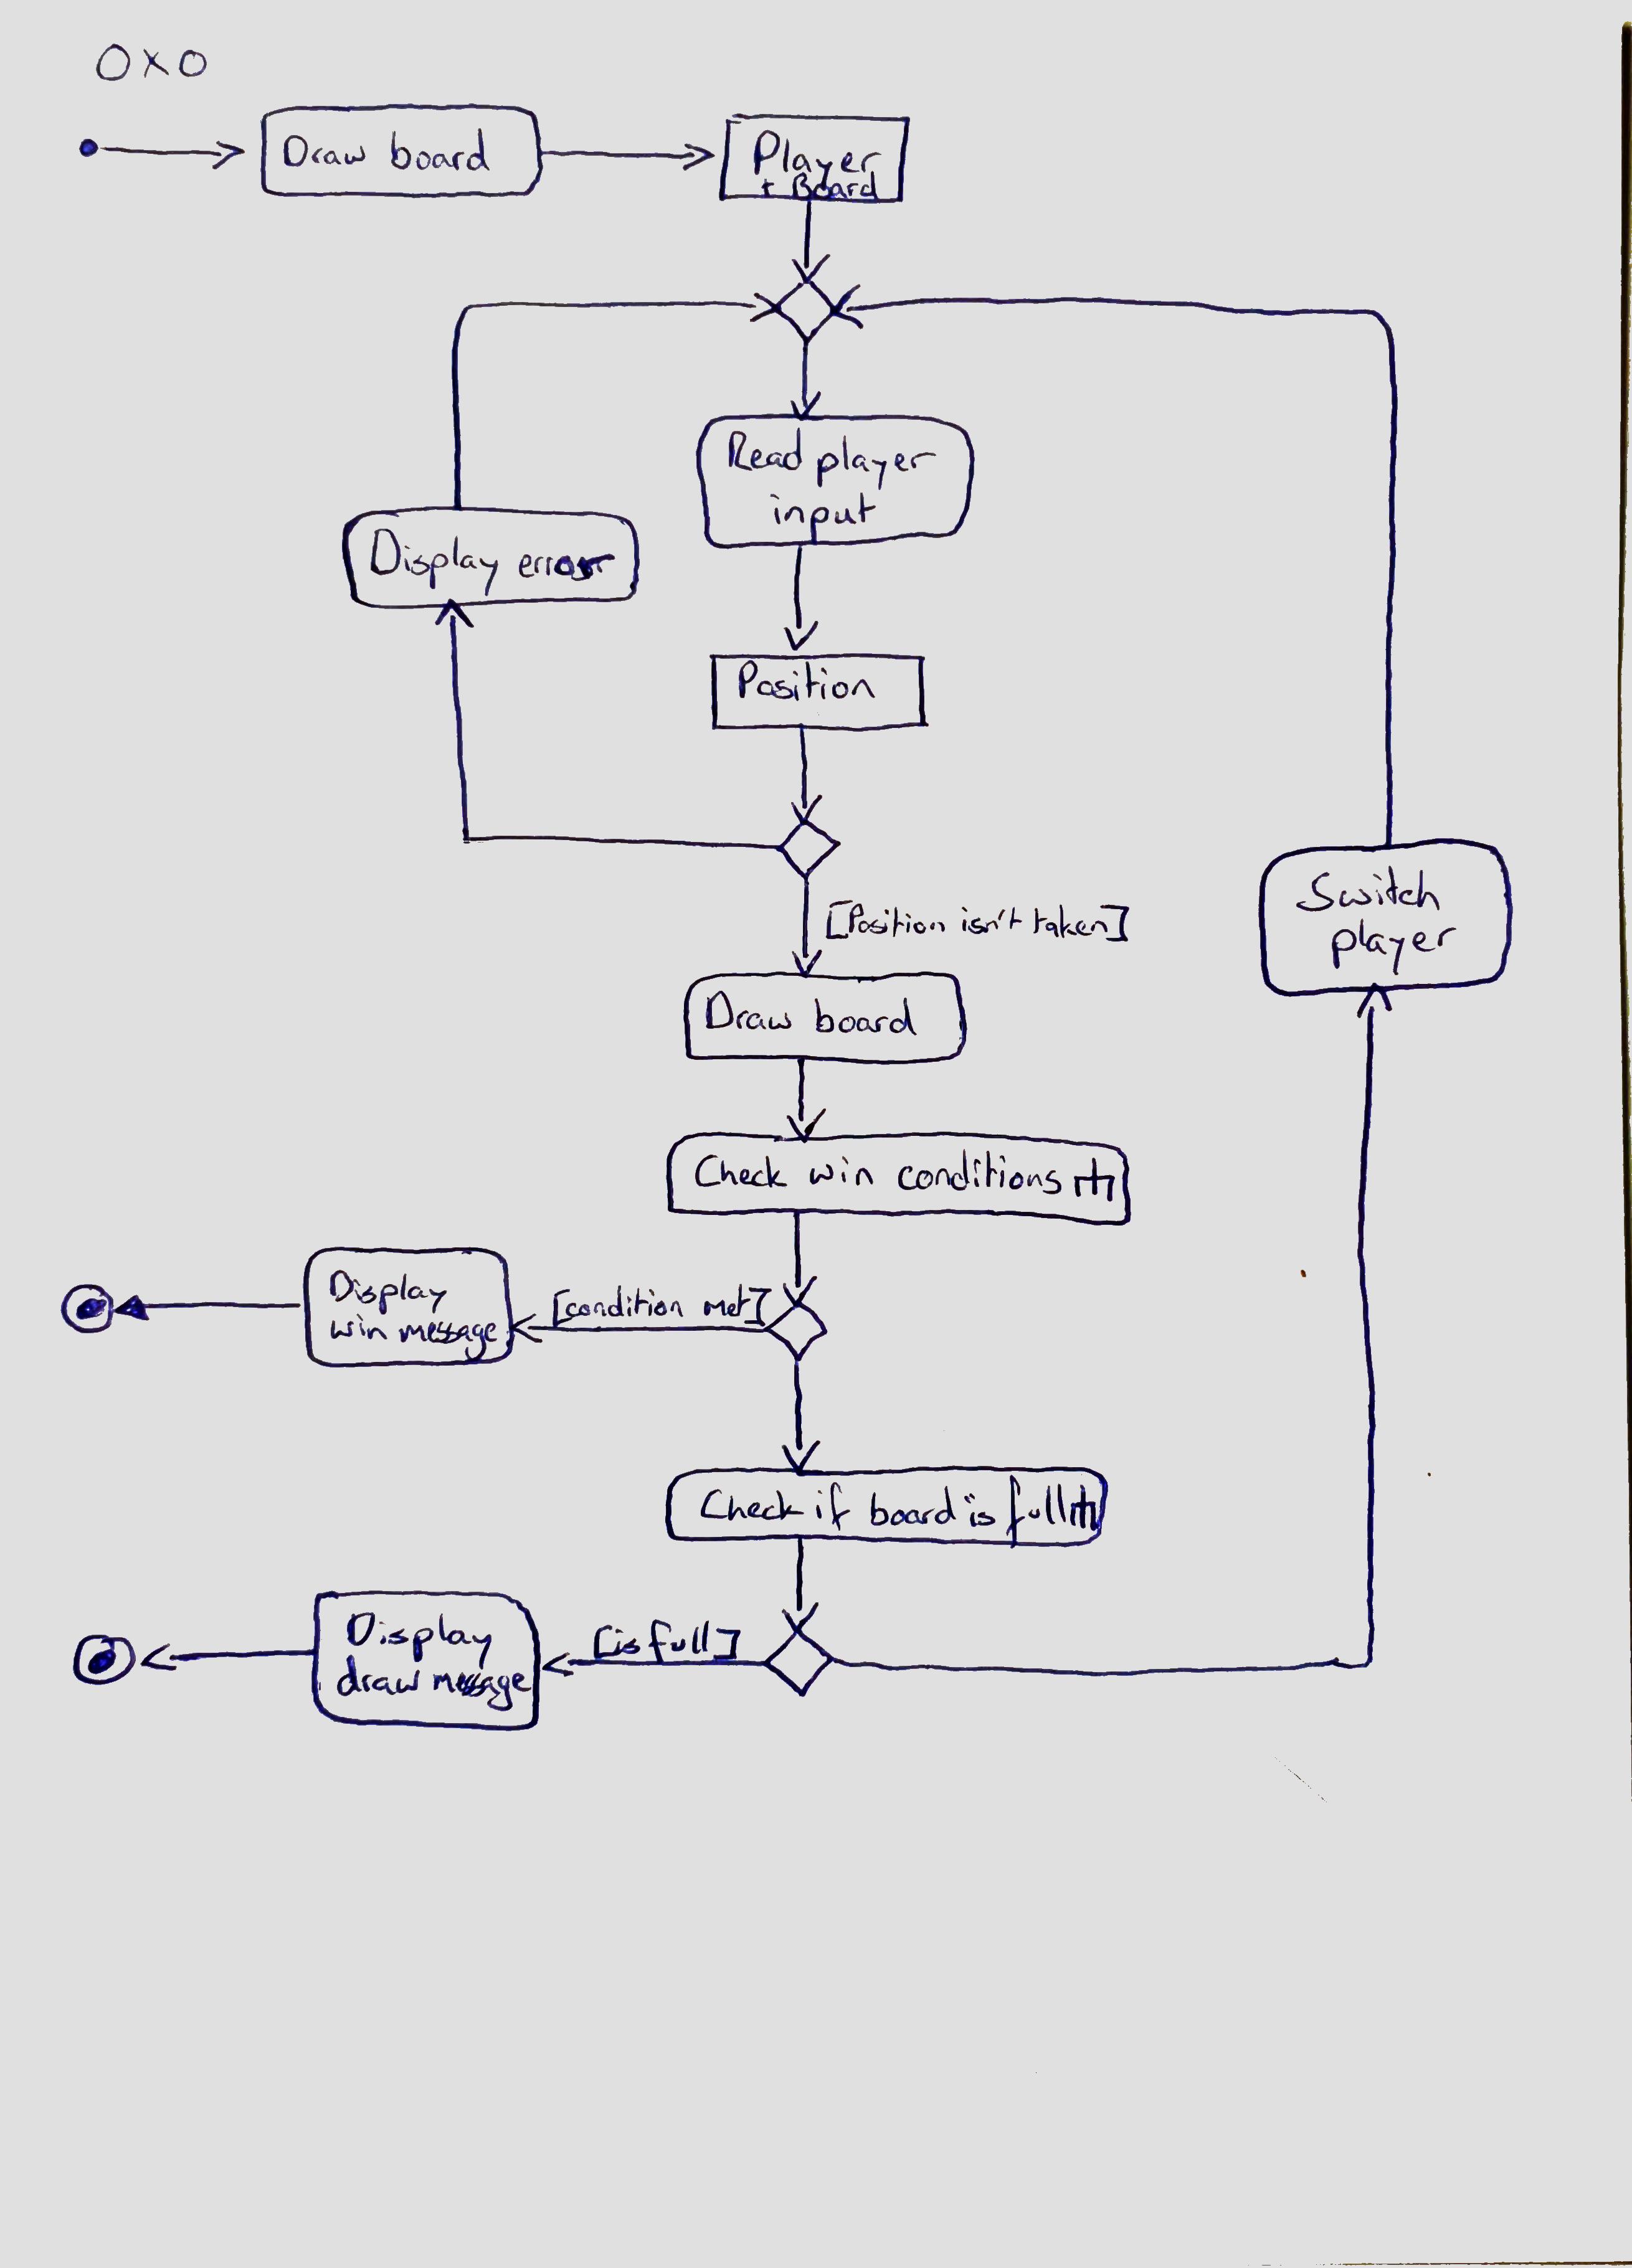 OXO
Draw board
Player
+ Board
Read player
input
Display error
Position
[Position isn't taken]
Switch
player
Draw board
Check win conditions
Display
win message
[condition met]
Check if board is full
Display
draw message
[is full]